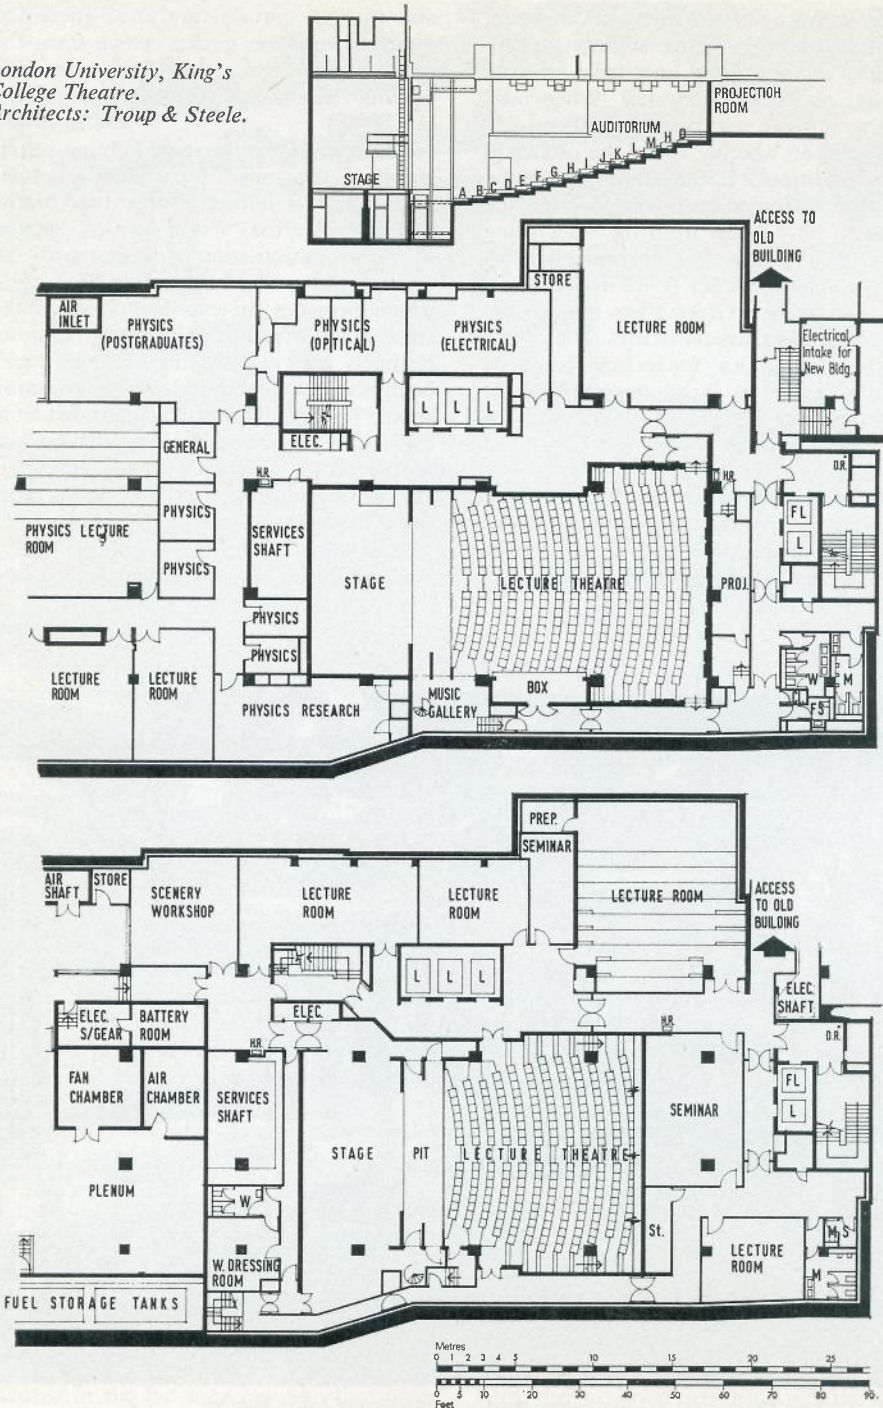 London University, King's
College Theatre.
Architects: Troup & Steele.
PROJECTION
ROOM
AUDITORIUM
STAGE
A B C D E F G H I J K L M H O
ACCESS TO
OLD
BUILDING
STORE
AIR
INLET
PHYSICS
(POSTGRADUATES)
PHYSICS
(OPTICAL)
PHYSICS
(ELECTRICAL)
LECTURE ROOM
Electrical
Intake for
New Bldg.
L L L
GENERAL
ELEC.
H.R.
H.R.
D.R.
PHYSICS
SERVICES
SHAFT
FL
L
PHYSICS LECTURE
ROOM
PHYSICS
STAGE
LECTURE THEATRE
PROJ.
PHYSICS
PHYSICS
LECTURE
ROOM
LECTURE
ROOM
PHYSICS RESEARCH
MUSIC
GALLERY
BOX
W
M
FS
PREP.
SEMINAR
AIR
SHAFT
STORE
SCENERY
WORKSHOP
LECTURE
ROOM
LECTURE
ROOM
LECTURE ROOM
ACCESS
TO OLD
BUILDING
L L L
ELEC.
SHAFT
ELEC.
S/GEAR
BATTERY
ROOM
ELEC.
H.R.
H.R.
D.R.
FAN
CHAMBER
AIR
CHAMBER
SERVICES
SHAFT
FL
L
SEMINAR
STAGE
PIT
LECTURE THEATRE
PLENUM
W
St.
W. DRESSING
ROOM
LECTURE
ROOM
M
S
M
FUEL STORAGE TANKS
Metres
0 1 2 3 4 5 10 15 20 25
0 5 10 20 30 40 50 60 70 80 90
Feet